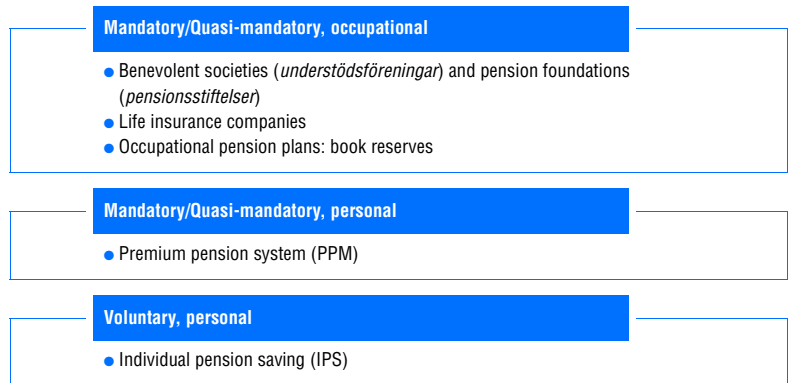 Mandatory/Quasi-mandatory, occupational
● Benevolent societies (understödsföreningar) and pension foundations
(pensionsstiftelser)
● Life insurance companies
● Occupational pension plans: book reserves
Mandatory/Quasi-mandatory, personal
● Premium pension system (PPM)
Voluntary, personal
● Individual pension saving (IPS)